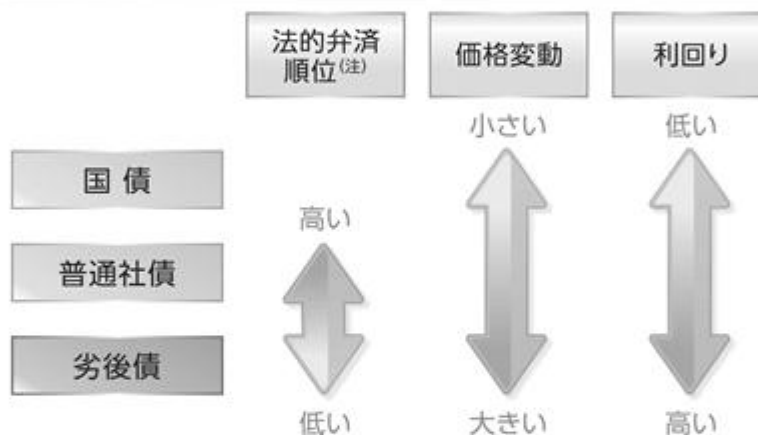 法的弁済
順位(注)
価格変動
利回り
小さい
低い
国債
高い
普通社債
劣後債
低い
大きい
高い